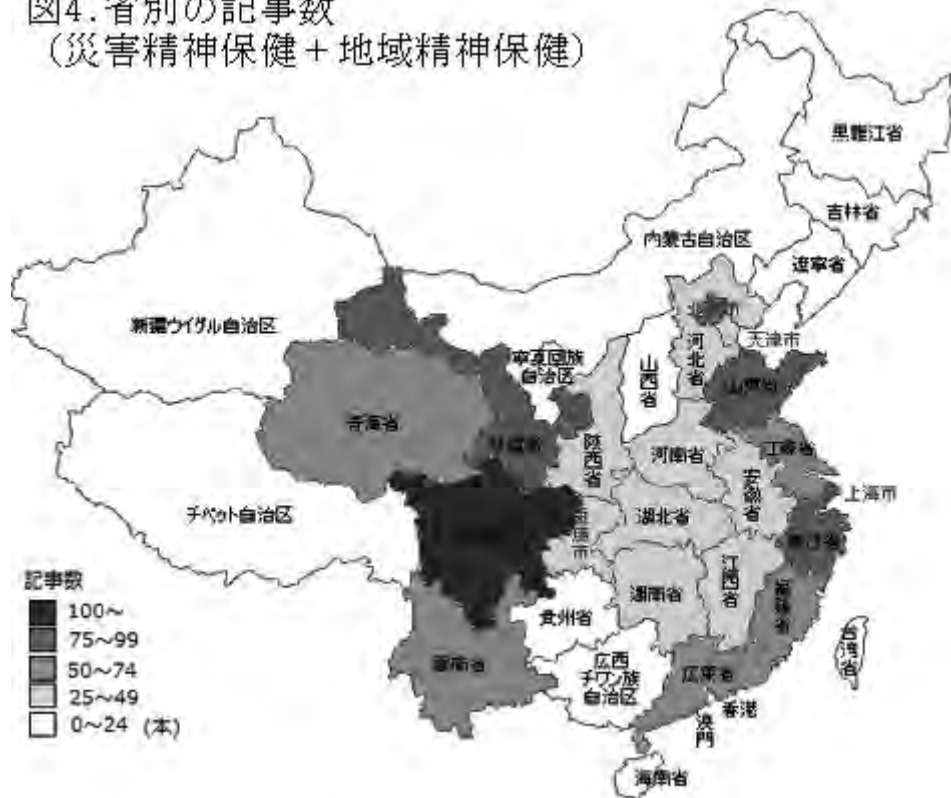 図4.省別の記事数
(災害精神保健+地域精神保健)
黒龍江省
吉林省
内蒙古自治区
遼寧省
新疆ウイグル自治区
北京市
天津市
寧夏回族
自治区
山西省
河北省
山東省
青海省
甘粛省
陝西省
河南省
江蘇省
安徽省
上海市
チベット自治区
湖北省
浙江省
記事数
100~
75~99
50~74
25~49
0~24 (本)
湖南省
江西省
福建省
貴州省
雲南省
広西
チワン族
自治区
広東省
台湾省
香港
澳門
海南省